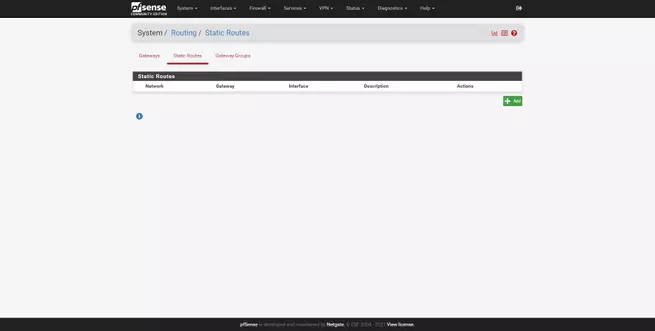 pfsense
COMMUNITY EDITION
System Interfaces Firewall Services VPN Status Diagnostics Help
System / Routing / Static Routes
Gateways Static Routes Gateway Groups
Static Routes
Network Gateway Interface Description Actions
Add
pfSense is developed and maintained by Netgate. © ESF 2004 - 2021 View license.